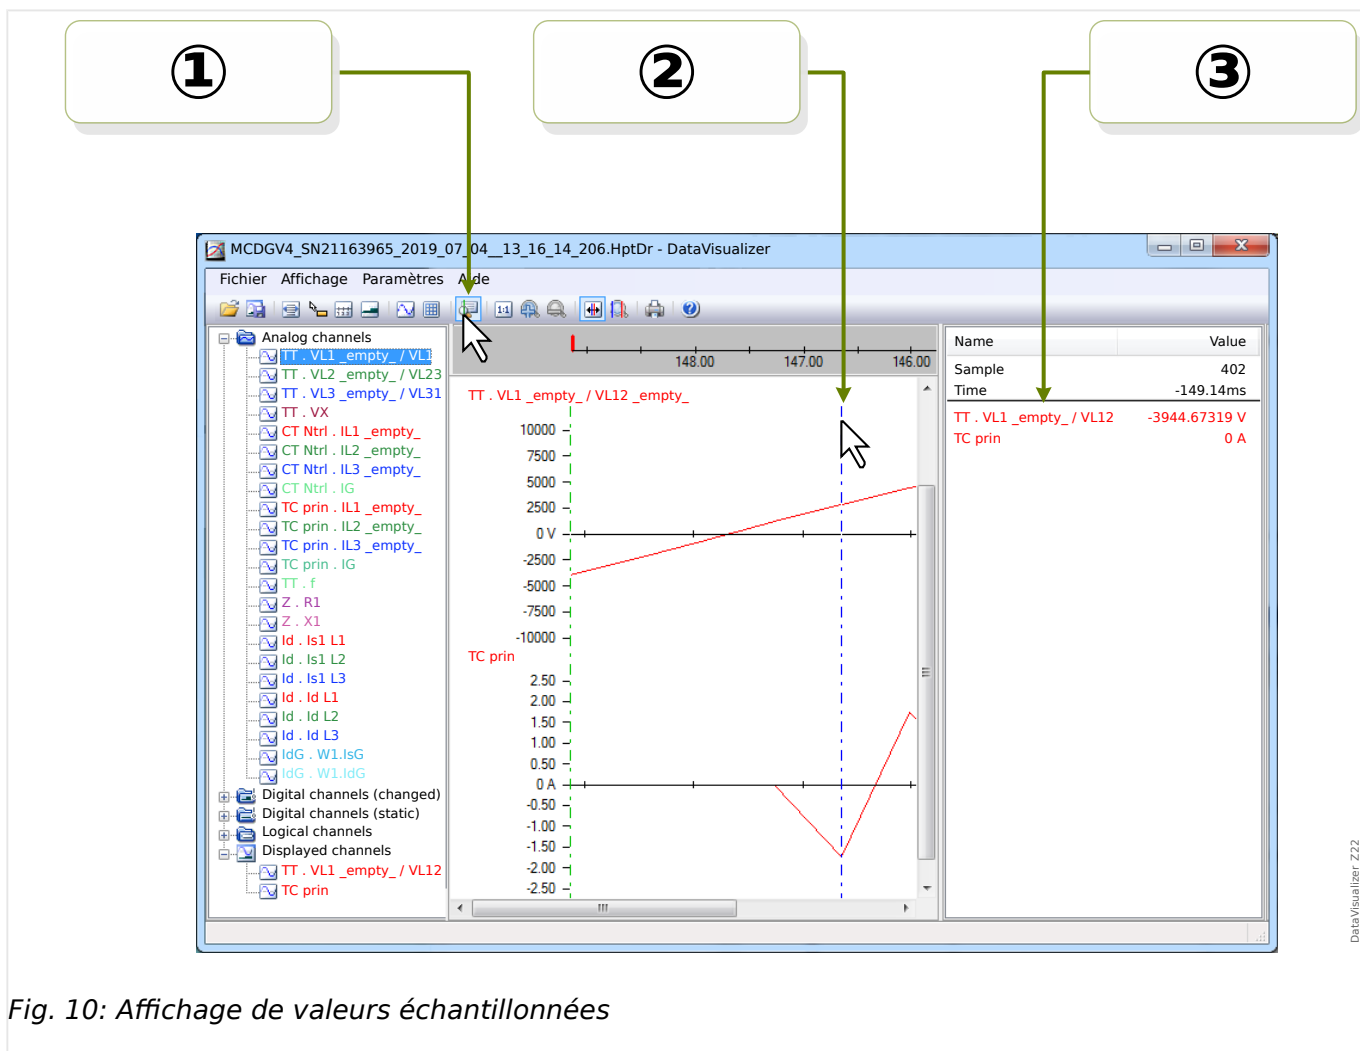 ① ② ③
MCDGV4_SN21163965_2019_07_04__13_16_14_206.HptDr - DataVisualizer
Fichier Affichage Paramètres Aide
1:1
Analog channels
TT . VL1 _empty_ / VL1
TT . VL2 _empty_ / VL23
TT . VL3 _empty_ / VL31
TT . VX
CT Ntrl . IL1 _empty_
CT Ntrl . IL2 _empty_
CT Ntrl . IL3 _empty_
CT Ntrl . IG
TC prin . IL1 _empty_
TC prin . IL2 _empty_
TC prin . IL3 _empty_
TC prin . IG
TT . f
Z . R1
Z . X1
Id . Is1 L1
Id . Is1 L2
Id . Is1 L3
Id . Id L1
Id . Id L2
Id . Id L3
IdG . W1.IsG
IdG . W1.IdG
Digital channels (changed)
Digital channels (static)
Logical channels
Displayed channels
TT . VL1 _empty_ / VL12
TC prin
148.00 147.00 146.00
TT . VL1 _empty_ / VL12 _empty_
10000
7500
5000
2500
0 V
-2500
-5000
-7500
-10000
TC prin
2.50
2.00
1.50
1.00
0.50
0 A
-0.50
-1.00
-1.50
-2.00
-2.50
Name Value
Sample 402
Time -149.14ms
TT . VL1 _empty_ / VL12 -3944.67319 V
TC prin 0 A
DataVisualizer Z22
Fig. 10: Affichage de valeurs échantillonnées